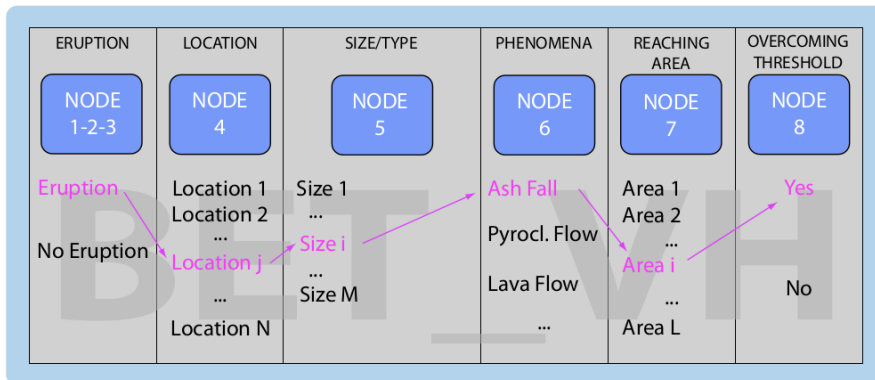 ERUPTION
LOCATION
SIZE/TYPE
PHENOMENA
REACHING
AREA
OVERCOMING
THRESHOLD
NODE
1-2-3
NODE
4
NODE
5
NODE
6
NODE
7
NODE
8
Eruption
No Eruption
Location 1
Location 2
...
Location j
...
Location N
Size 1
...
Size i
...
Size M
Ash Fall
Pyrocl. Flow
Lava Flow
...
Area 1
Area 2
...
Area i
...
Area L
Yes
No
BET_VH